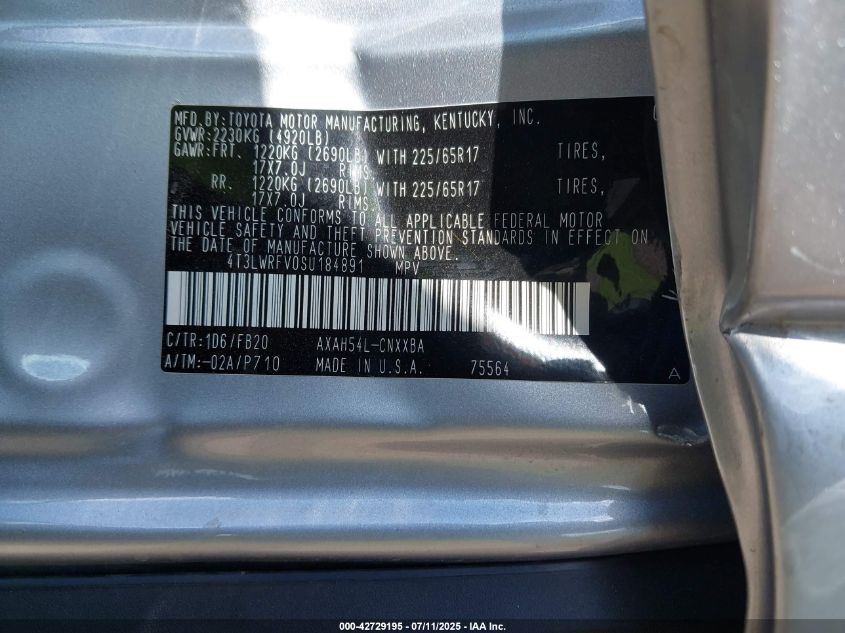 MFD.BY:TOYOTA MOTOR MANUFACTURING, KENTUCKY, INC.
GVWR:2230KG (4920LB)
GAWR:FRT. 1220KG (2690LB) WITH 225/65R17 TIRES,
17X7.0J RIMS
RR. 1220KG (2690LB) WITH 225/65R17 TIRES,
17X7.0J RIMS
THIS VEHICLE CONFORMS TO ALL APPLICABLE FEDERAL MOTOR
VEHICLE SAFETY AND THEFT PREVENTION STANDARDS IN EFFECT ON
THE DATE OF MANUFACTURE SHOWN ABOVE.
4T3LWRFV0SU184891 MPV
C/TR:1D6/FB20 AXAH54L-CNXXBA
A/TM:-02A/P710 MADE IN U.S.A. 75564 A
000-42729195 - 07/11/2025 - IAA Inc.